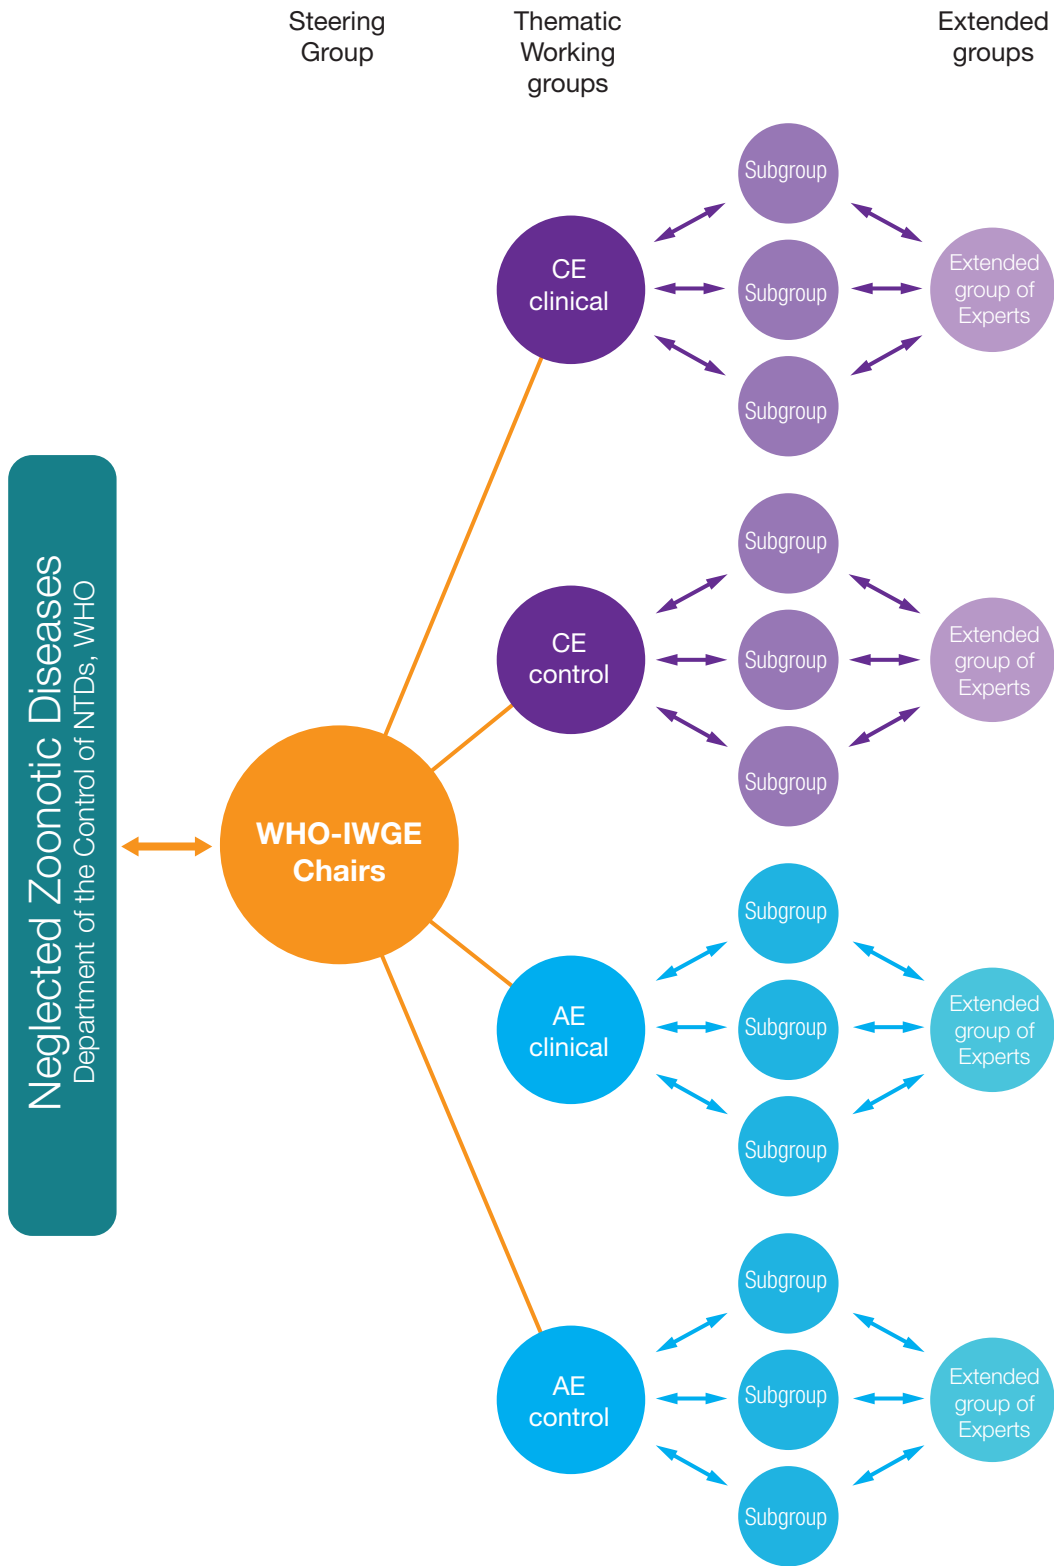 Steering
Group
Thematic
Working
groups
Extended
groups
Neglected Zoonotic Diseases
Department of the Control of NTDs, WHO
WHO-IWGE
Chairs
CE
clinical
Subgroup
Subgroup
Subgroup
Extended
group of
Experts
CE
control
Subgroup
Subgroup
Subgroup
Extended
group of
Experts
AE
clinical
Subgroup
Subgroup
Subgroup
Extended
group of
Experts
AE
control
Subgroup
Subgroup
Subgroup
Extended
group of
Experts